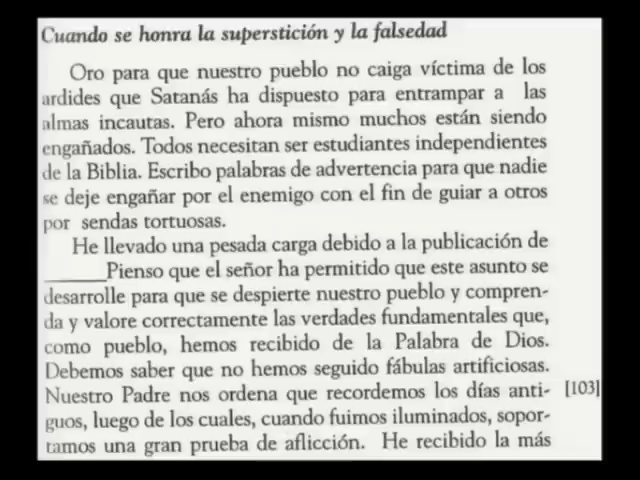 Cuando se honra la superstición y la falsedad
Oro para que nuestro pueblo no caiga víctima de los
ardides que Satanás ha dispuesto para entrampar a las
almas incautas. Pero ahora mismo muchos están siendo
engañados. Todos necesitan ser estudiantes independientes
de la Biblia. Escribo palabras de advertencia para que nadie
se deje engañar por el enemigo con el fin de guiar a otros
por sendas tortuosas.
He llevado una pesada carga debido a la publicación de
______Pienso que el señor ha permitido que este asunto se
desarrolle para que se despierte nuestro pueblo y compren-
da y valore correctamente las verdades fundamentales que,
como pueblo, hemos recibido de la Palabra de Dios.
Debemos saber que no hemos seguido fábulas artificiosas.
Nuestro Padre nos ordena que recordemos los días anti- [103]
guos, luego de los cuales, cuando fuimos iluminados, sopor-
tamos una gran prueba de aflicción. He recibido la más